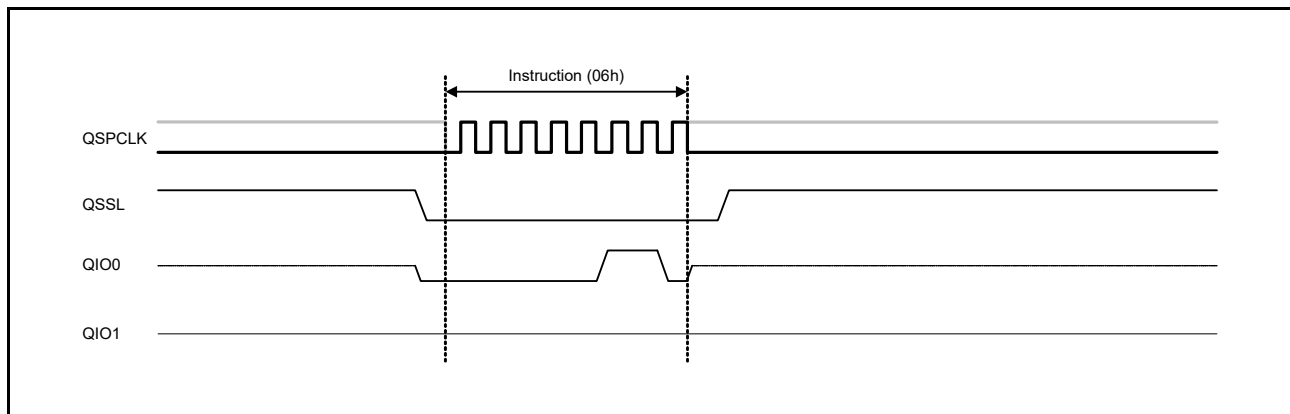 Instruction (06h)
QSPCLK
QSSL
QIO0
QIO1